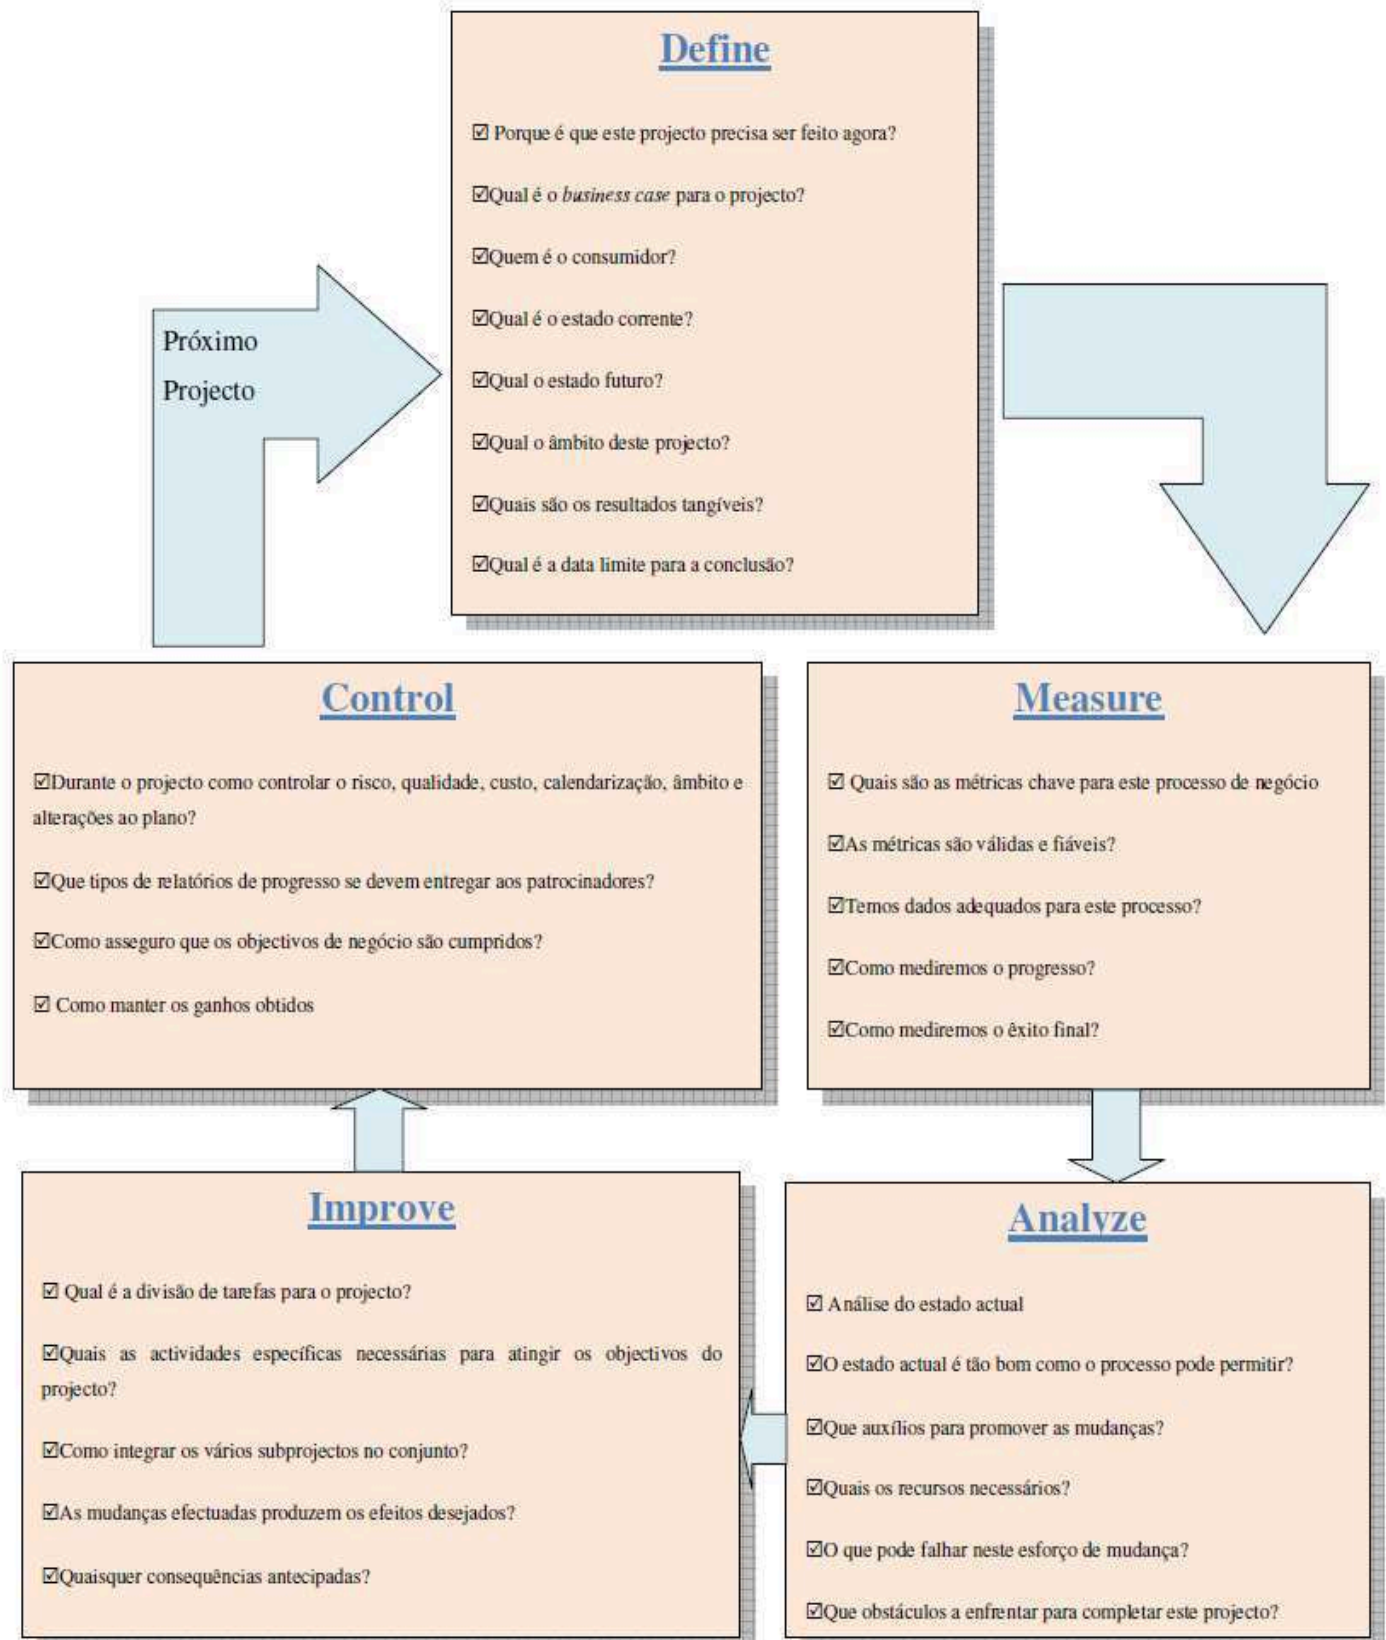 Define
☑ Porque é que este projecto precisa ser feito agora?
☑Qual é o business case para o projecto?
☑Quem é o consumidor?
☑Qual é o estado corrente?
☑Qual o estado futuro?
☑Qual o âmbito deste projecto?
☑Quais são os resultados tangíveis?
☑Qual é a data limite para a conclusão?
Próximo
Projecto
Measure
☑ Quais são as métricas chave para este processo de negócio
☑As métricas são válidas e fiáveis?
☑Temos dados adequados para este processo?
☑Como mediremos o progresso?
☑Como mediremos o êxito final?
Analyze
☑ Análise do estado actual
☑O estado actual é tão bom como o processo pode permitir?
☑Que auxílios para promover as mudanças?
☑Quais os recursos necessários?
☑O que pode falhar neste esforço de mudança?
☑Que obstáculos a enfrentar para completar este projecto?
Improve
☑ Qual é a divisão de tarefas para o projecto?
☑Quais as actividades específicas necessárias para atingir os objectivos do
projecto?
☑Como integrar os vários subprojectos no conjunto?
☑As mudanças efectuadas produzem os efeitos desejados?
☑Quaisquer consequências antecipadas?
Control
☑Durante o projecto como controlar o risco, qualidade, custo, calendarização, âmbito e
alterações ao plano?
☑Que tipos de relatórios de progresso se devem entregar aos patrocinadores?
☑Como asseguro que os objectivos de negócio são cumpridos?
☑ Como manter os ganhos obtidos